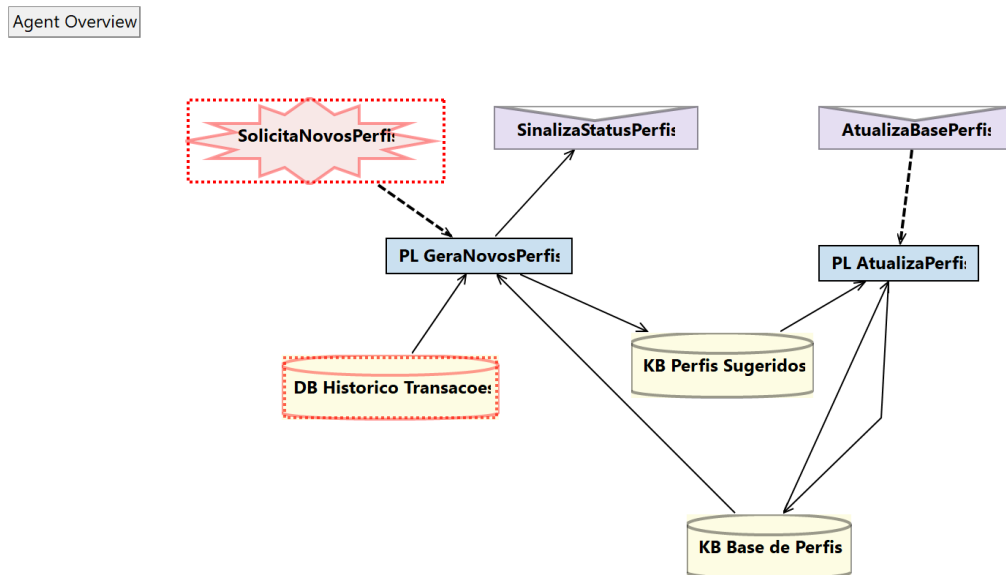 Agent Overview
SolicitaNovosPerfis
SinalizaStatusPerfis
AtualizaBasePerfis
PL GeraNovosPerfis
PL AtualizaPerfis
DB Historico Transacoes
KB Perfis Sugeridos
KB Base de Perfis